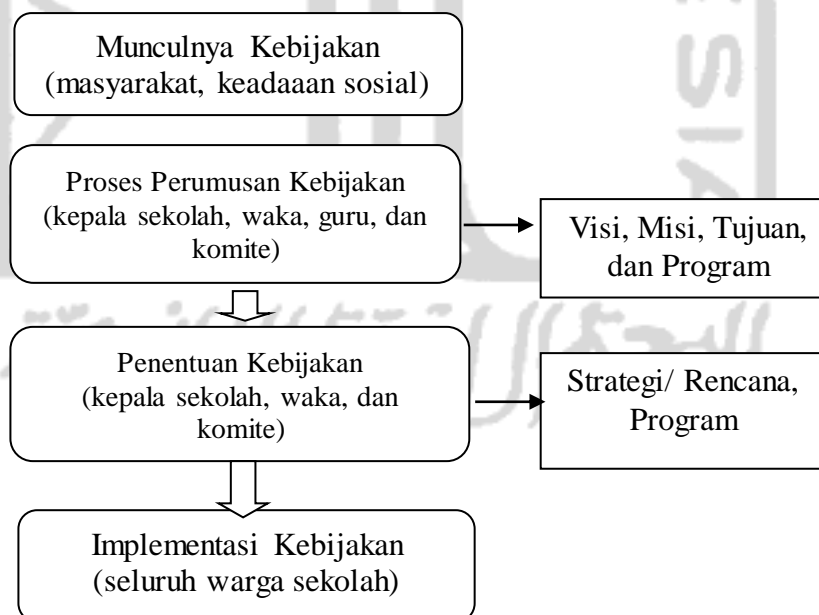 Munculnya Kebijakan
(masyarakat, keadaaan sosial)
Proses Perumusan Kebijakan
(kepala sekolah, waka, guru, dan
komite)
Visi, Misi, Tujuan,
dan Program
Penentuan Kebijakan
(kepala sekolah, waka, dan
komite)
Strategi/ Rencana,
Program
Implementasi Kebijakan
(seluruh warga sekolah)